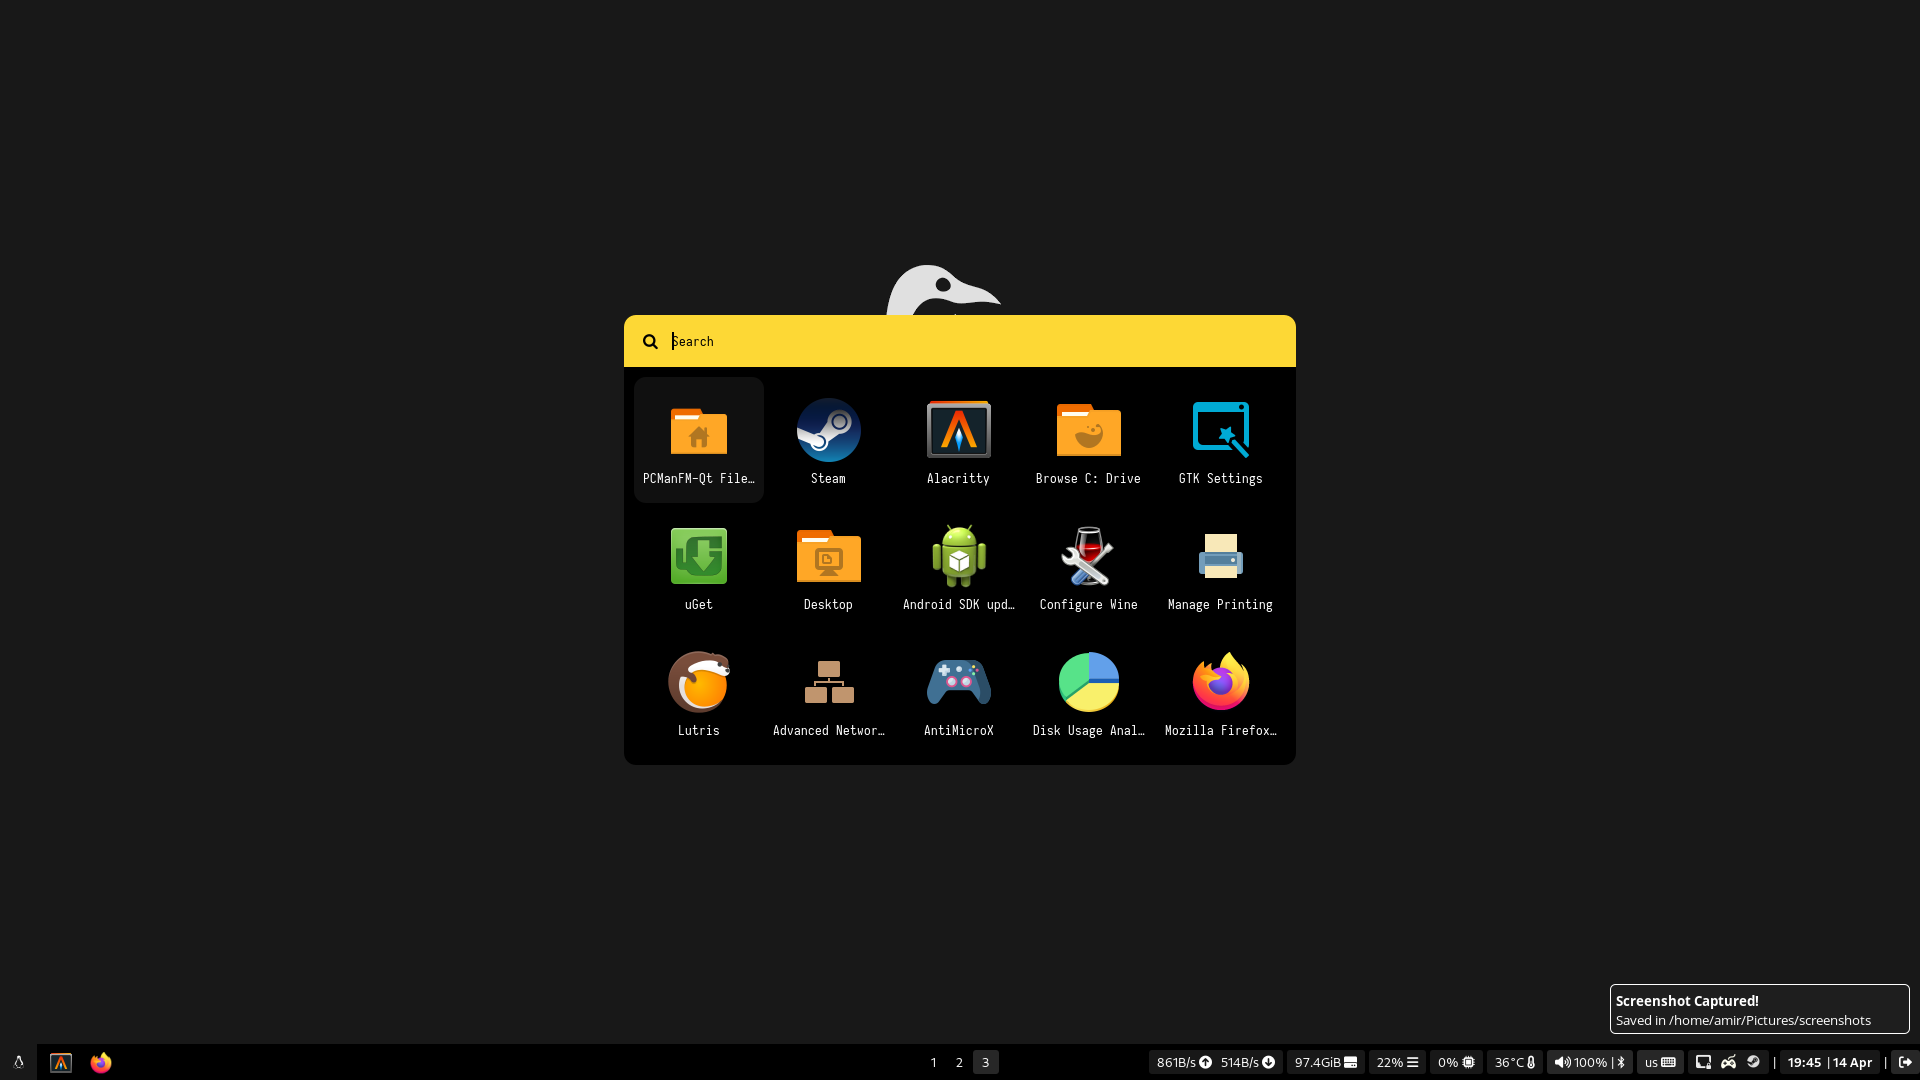 Search
PCManFM-Qt File…
Steam
Alacritty
Browse C: Drive
GTK Settings
uGet
Desktop
Android SDK upd…
Configure Wine
Manage Printing
Lutris
Advanced Networ…
AntiMicroX
Disk Usage Anal…
Mozilla Firefox…
Screenshot Captured!
Saved in /home/amir/Pictures/screenshots
1 2 3 861B/s 514B/s 97.4GiB 22% 0% 36°C 100% | us | 19:45 | 14 Apr |